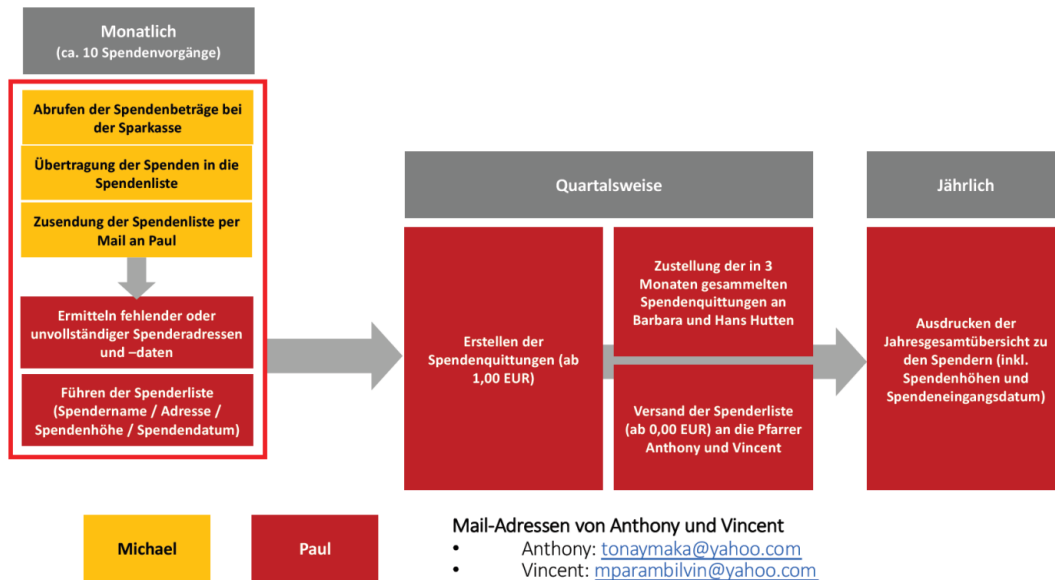 Monatlich
(ca. 10 Spendenvorgänge)
Abrufen der Spendenbeträge bei
der Sparkasse
Übertragung der Spenden in die
Spendenliste
Zusendung der Spendenliste per
Mail an Paul
Ermitteln fehlender oder
unvollständiger Spenderadressen
und –daten
Führen der Spenderliste
(Spendername / Adresse /
Spendenhöhe / Spendendatum)
Quartalsweise
Erstellen der
Spendenquittungen (ab
1,00 EUR)
Zustellung der in 3
Monaten gesammelten
Spendenquittungen an
Barbara und Hans Hutten
Versand der Spenderliste
(ab 0,00 EUR) an die Pfarrer
Anthony und Vincent
Jährlich
Ausdrucken der
Jahresgesamtübersicht zu
den Spendern (inkl.
Spendenhöhen und
Spendeneingangsdatum)
Michael
Paul
Mail-Adressen von Anthony und Vincent
• Anthony: tonaymaka@yahoo.com
• Vincent: mparambilvin@yahoo.com